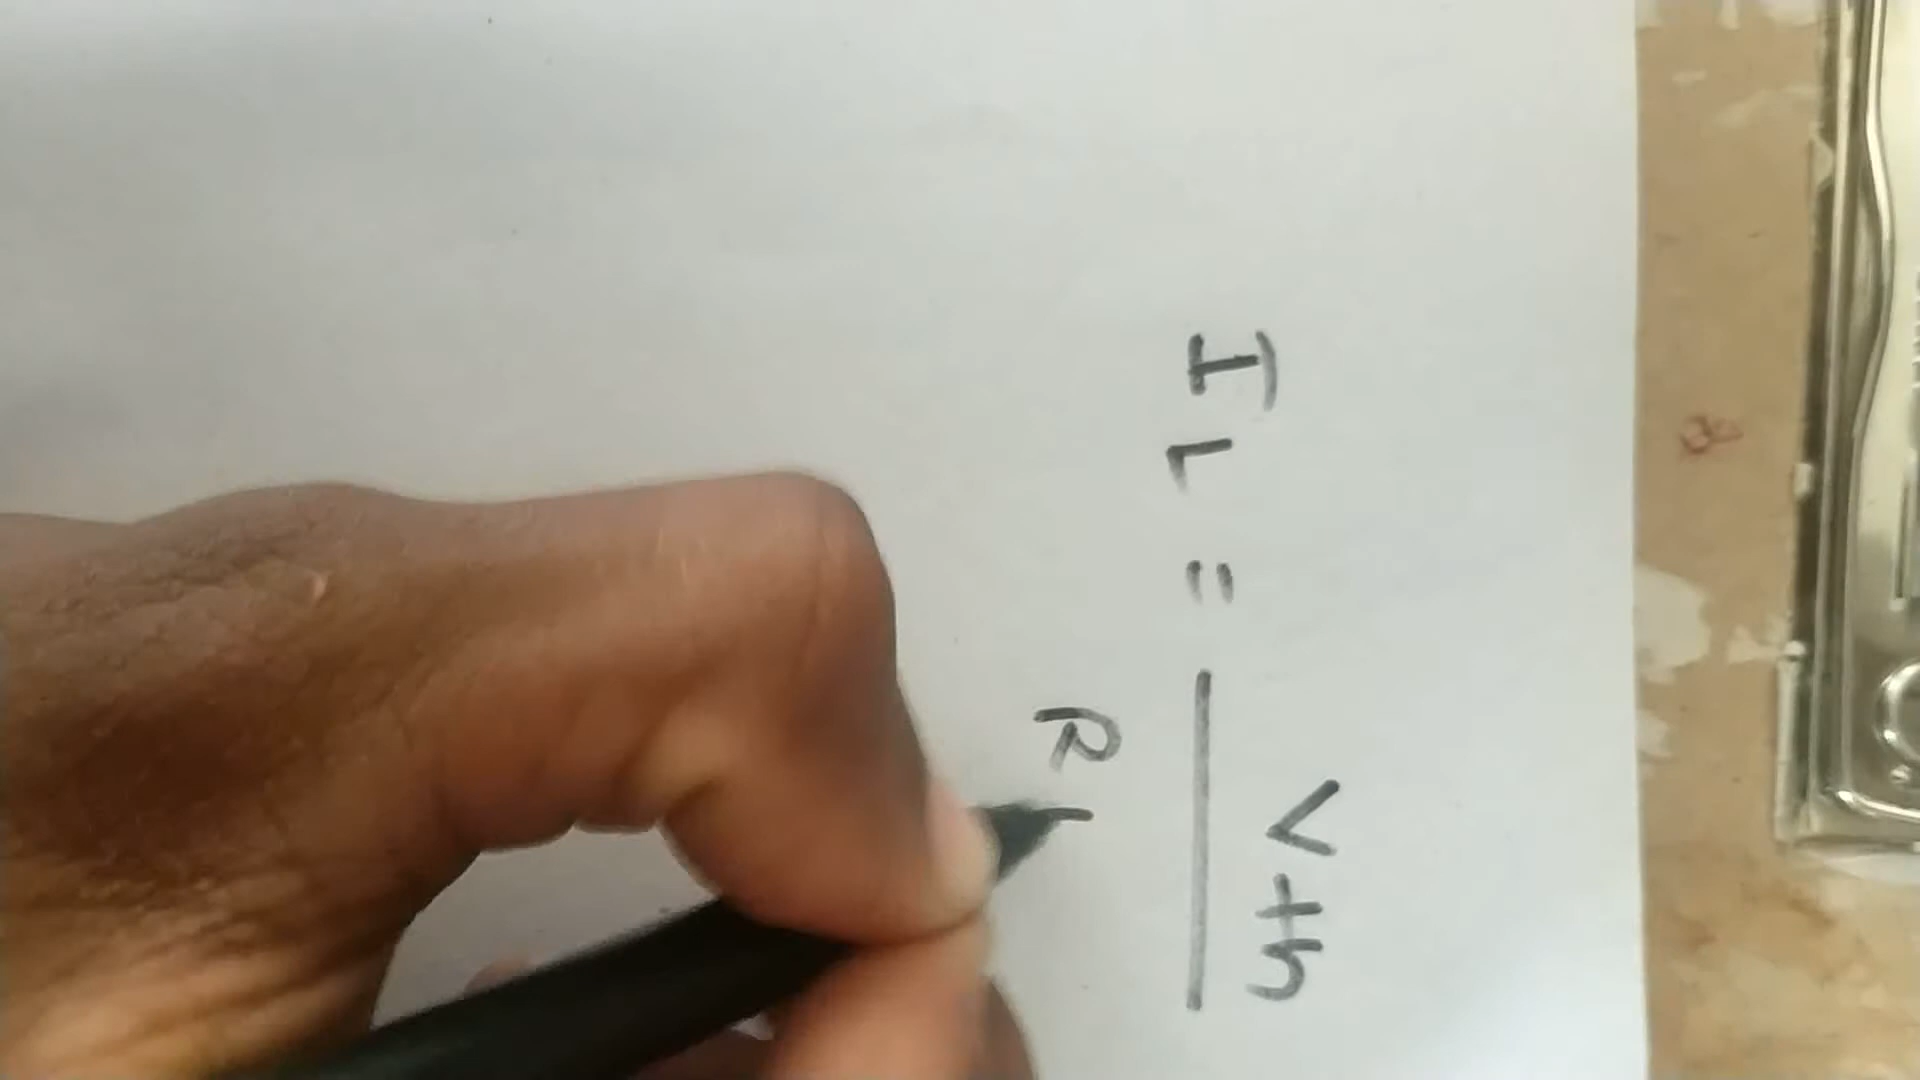 Vth
IL =
R